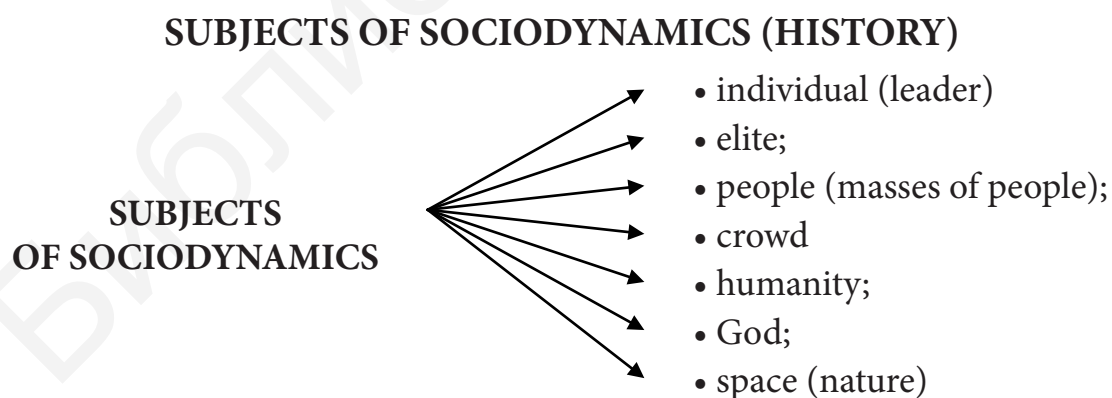 SUBJECTS OF SOCIODYNAMICS (HISTORY)
SUBJECTS
OF SOCIODYNAMICS
• individual (leader)
• elite;
• people (masses of people);
• crowd
• humanity;
• God;
• space (nature)